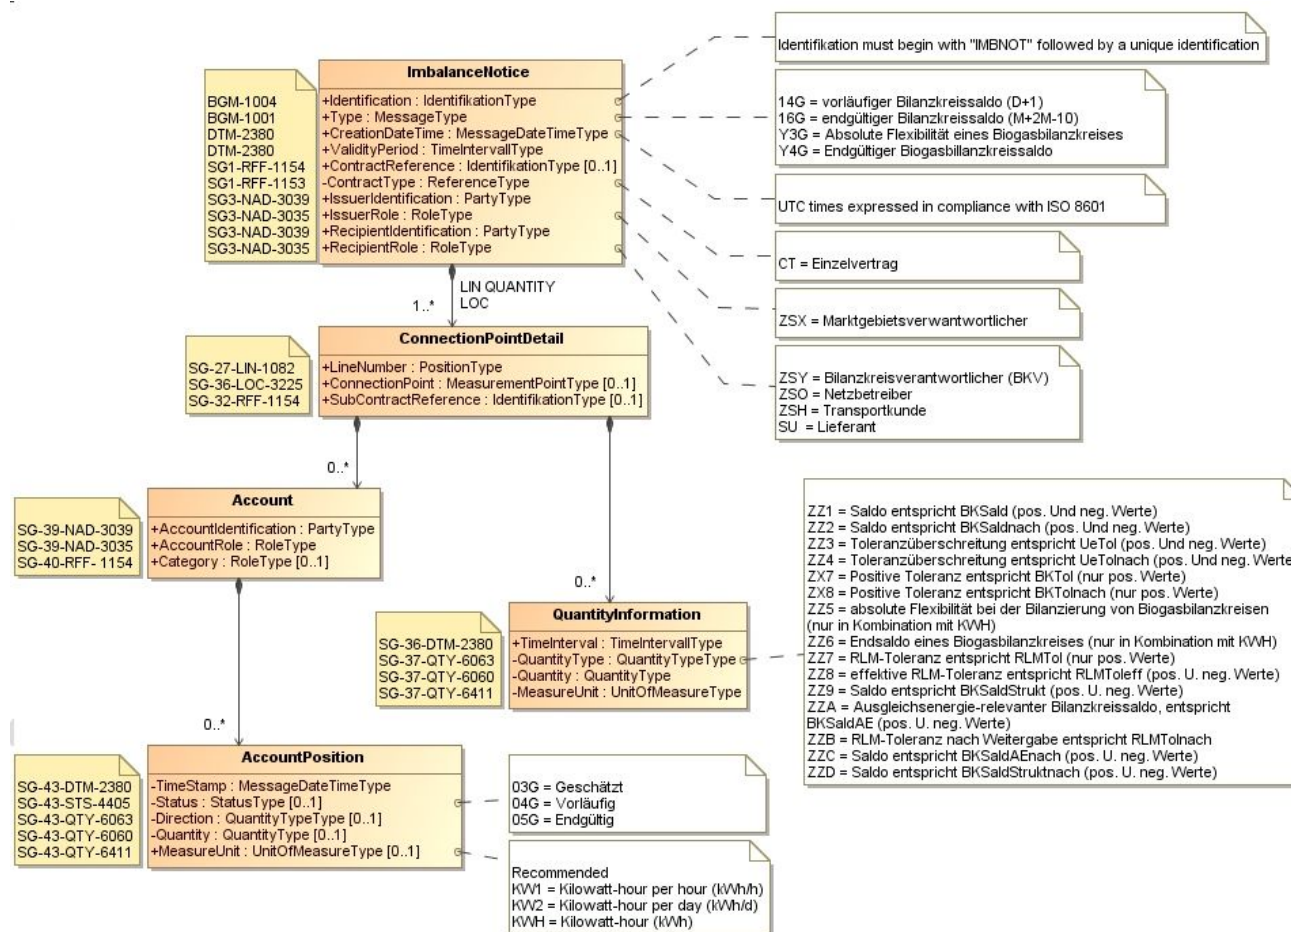 Identifikation must begin with "IMBNOT" followed by a unique identification
ImbalanceNotice
BGM-1004
BGM-1001
DTM-2380
DTM-2380
SG1-RFF-1154
SG1-RFF-1153
SG3-NAD-3039
SG3-NAD-3035
SG3-NAD-3039
SG3-NAD-3035
+Identification : IdentifikationType
+Type : MessageType
+CreationDateTime : MessageDateTimeType
+ValidityPeriod : TimeIntervallType
+ContractReference : IdentifikationType [0..1]
-ContractType : ReferenceType
+IssuerIdentification : PartyType
+IssuerRole : RoleType
+RecipientIdentification : PartyType
+RecipientRole : RoleType
14G = vorläufiger Bilanzkreissaldo (D+1)
16G = endgültiger Bilanzkreissaldo (M+2M-10)
Y3G = Absolute Flexibilität eines Biogasbilanzkreises
Y4G = Endgültiger Biogasbillanzkreissaldo
UTC times expressed in compliance with ISO 8601
CT = Einzelvertrag
ZSX = Marktgebietsverwantwortlicher
ZSY = Bilanzkreisverantwortlicher (BKV)
ZSO = Netzbetreiber
ZSH = Transportkunde
SU = Lieferant
LIN QUANTITY
LOC
1..*
ConnectionPointDetail
SG-27-LIN-1082
SG-36-LOC-3225
SG-32-RFF-1154
+LineNumber : PositionType
+ConnectionPoint : MeasurementPointType [0..1]
+SubContractReference : IdentifikationType [0..1]
0..*
Account
SG-39-NAD-3039
SG-39-NAD-3035
SG-40-RFF- 1154
+AccountIdentification : PartyType
+AccountRole : RoleType
+Category : RoleType [0..1]
0..*
QuantityInformation
SG-36-DTM-2380
SG-37-QTY-6063
SG-37-QTY-6060
SG-37-QTY-6411
+TimeInterval : TimeIntervallType
-QuantityType : QuantityTypeType
-Quantity : QuantityType
-MeasureUnit : UnitOfMeasureType
ZZ1 = Saldo entspricht BKSald (pos. Und neg. Werte)
ZZ2 = Saldo entspricht BKSaldnach (pos. Und neg. Werte)
ZZ3 = Toleranzüberschreitung entspricht UeTol (pos. Und neg. Werte)
ZZ4 = Toleranzüberschreitung entspricht UeTolnach (pos. Und neg. Werte
ZX7 = Positive Toleranz entspricht BKTol (nur pos. Werte)
ZX8 = Positive Toleranz entspricht BKTolnach (nur pos. Werte)
ZZ5 = absolute Flexibilität bei der Bilanzierung von Biogasbilanzkreisen
(nur in Kombination mit KWH)
ZZ6 = Endsaldo eines Biogasbilanzkreises (nur in Kombination mit KWH)
ZZ7 = RLM-Toleranz entspricht RLMTol (nur pos. Werte)
ZZ8 = effektive RLM-Toleranz entspricht RLMToleff (pos. U. neg. Werte)
ZZ9 = Saldo entspricht BKSaldStrukt (pos. U. neg. Werte)
ZZA = Ausgleichsenergie-relevanter Bilanzkreissaldo, entspricht
BKSaldAE (pos. U. neg. Werte)
ZZB = RLM-Toleranz nach Weitergabe entspricht RLMTolnach
ZZC = Saldo entspricht BKSaldAEnach (pos. U. neg. Werte)
ZZD = Saldo entspricht BKSaldStruktnach (pos. U. neg. Werte)
0..*
AccountPosition
SG-43-DTM-2380
SG-43-STS-4405
SG-43-QTY-6063
SG-43-QTY-6060
SG-43-QTY-6411
-TimeStamp : MessageDateTimeType
-Status : StatusType [0..1]
-Direction : QuantityTypeType [0..1]
-Quantity : QuantityType [0..1]
+MeasureUnit : UnitOfMeasureType [0..1]
03G = Geschätzt
04G = Vorläufig
05G = Endgültig
Recommended
KW1 = Kilowatt-hour per hour (kWh/h)
KW2 = Kilowatt-hour per day (kWh/d)
KWH = Kilowatt-hour (kWh)